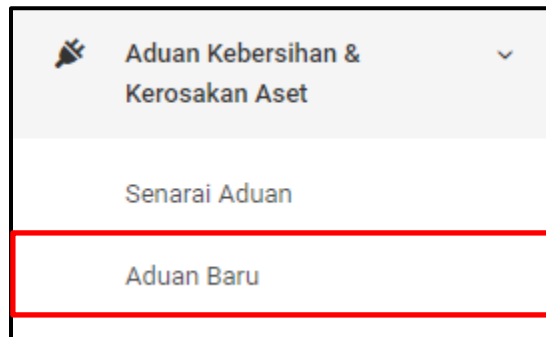 Aduan Kebersihan &
Kerosakan Aset
Senarai Aduan
Aduan Baru